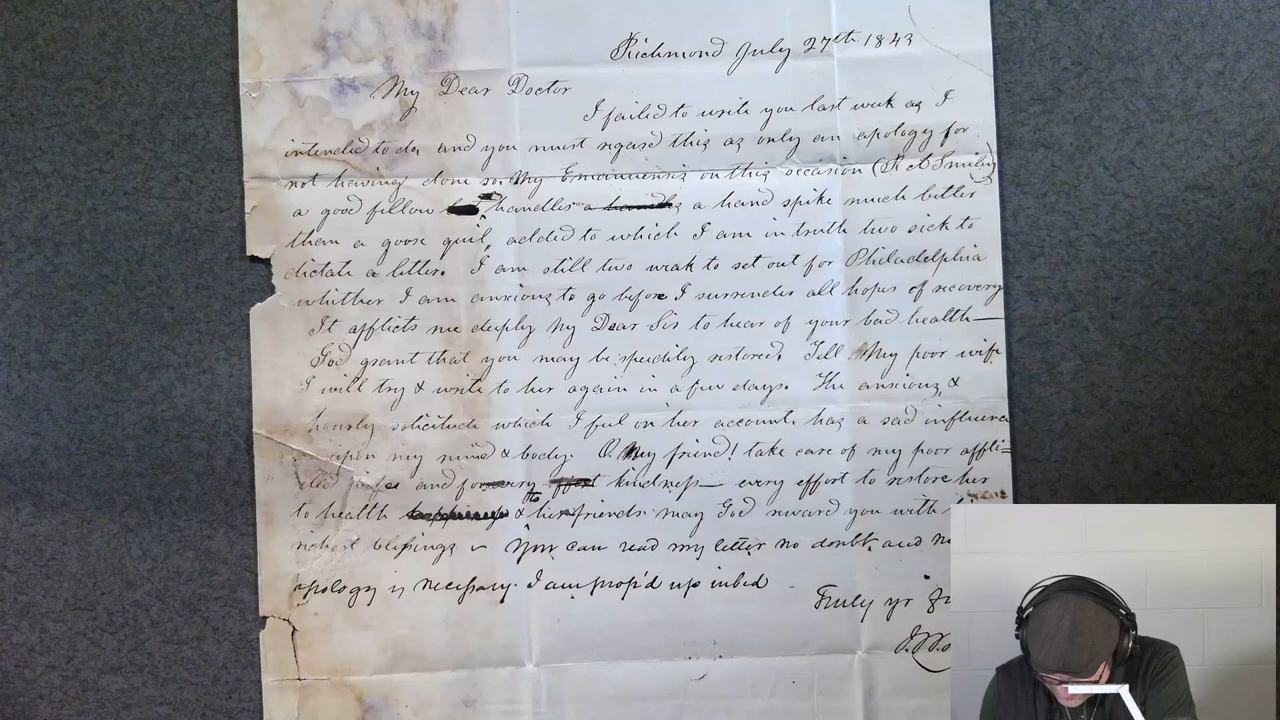 Richmond July 27th 1843
My Dear Doctor
I failed to write you last week as I
intended to do, and you must regard this as only an apology for
not having done so. My Emanuensis on this occasion (R A Smiley)
a good fellow handles a hand spike much better
than a goose quil, added to which I am in truth two sick to
dictate a letter. I am still two weak to set out for Philadelphia
whither I am anxious to go before I surrender all hopes of recovery
It afflicts me deeply My Dear Sir to hear of your bad health—
God grant that you may be speedily restored. Tell My poor wife
I will try & write to her again in a few days. The anxious &
hourly solicitude which I feel on her account, has a sad influence
upon my mind & body. O My friend! take care of my poor affli=
cted wife and for every kindness— every effort to restore her
to health & to her friends may God reward you with
richest blessings You can read my letter no doubt, and
apology is necessary. I am prop'd up in bed
Truly yr